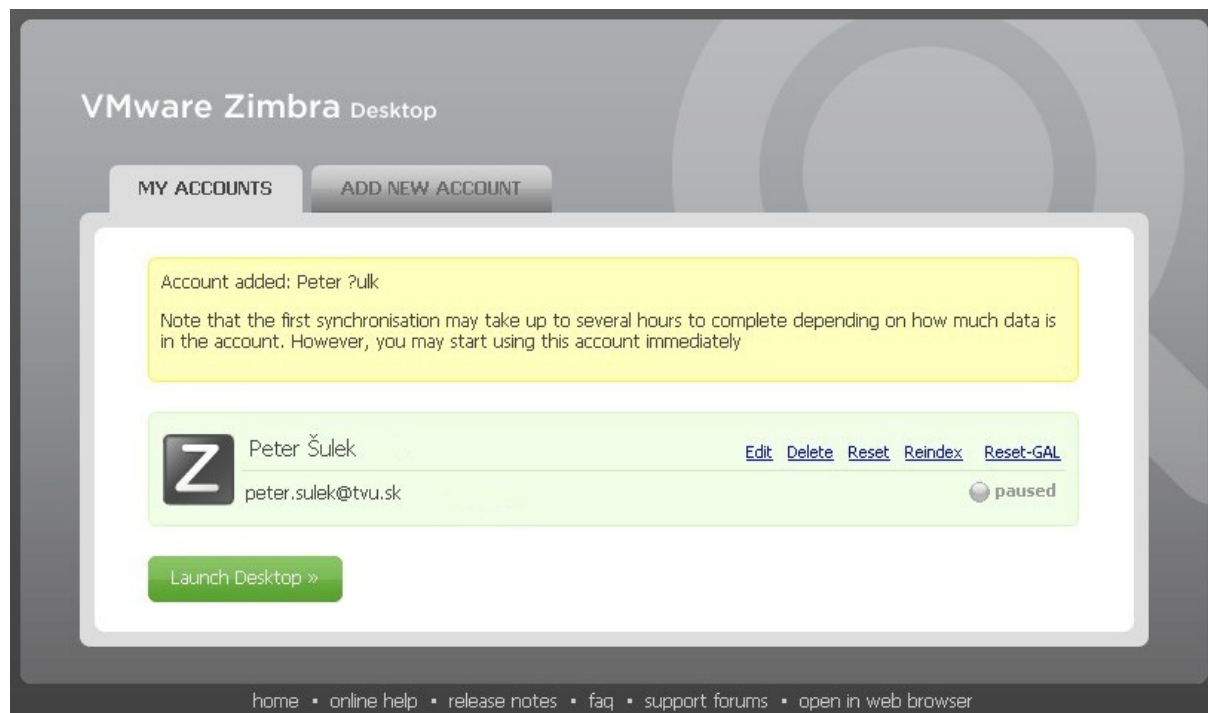 VMware Zimbra Desktop
MY ACCOUNTS ADD NEW ACCOUNT
Account added: Peter ?ulk
Note that the first synchronisation may take up to several hours to complete depending on how much data is
in the account. However, you may start using this account immediately
Z
Peter Šulek Edit Delete Reset Reindex Reset-GAL
peter.sulek@tvu.sk paused
Launch Desktop »
home ▪ online help ▪ release notes ▪ faq ▪ support forums ▪ open in web browser